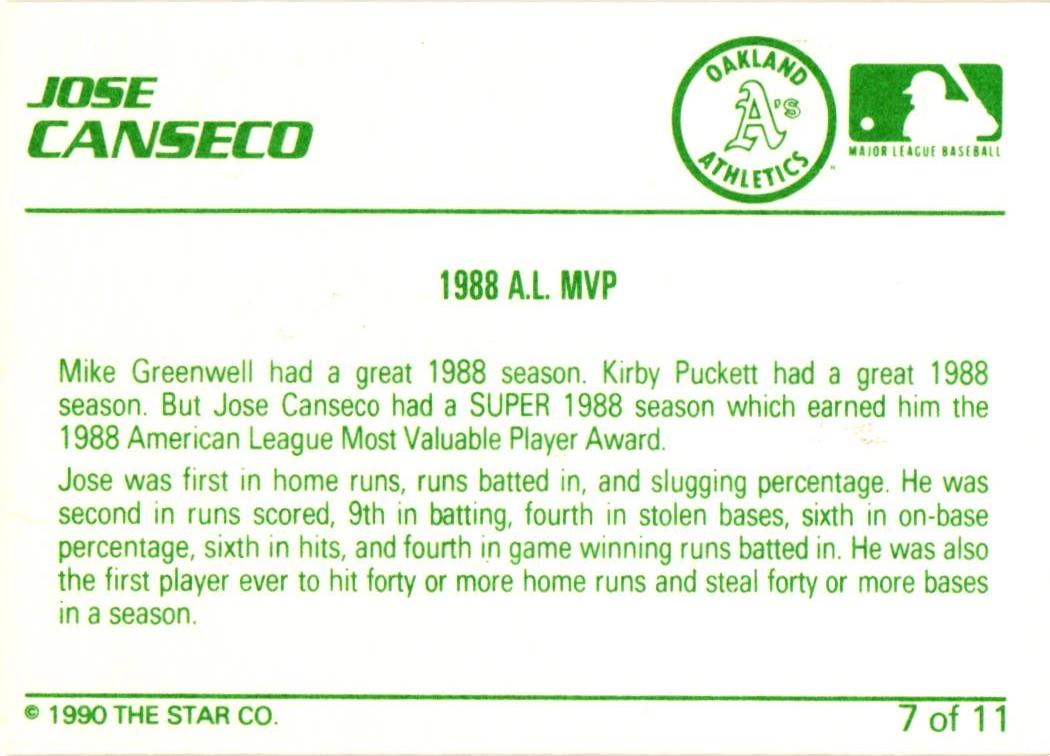 JOSE
CANSECO
OAKLAND
A's
ATHLETICS
MAJOR LEAGUE BASEBALL
1988 A.L. MVP
Mike Greenwell had a great 1988 season. Kirby Puckett had a great 1988
season. But Jose Canseco had a SUPER 1988 season which earned him the
1988 American League Most Valuable Player Award.
Jose was first in home runs, runs batted in, and slugging percentage. He was
second in runs scored, 9th in batting, fourth in stolen bases, sixth in on-base
percentage, sixth in hits, and fourth in game winning runs batted in. He was also
the first player ever to hit forty or more home runs and steal forty or more bases
in a season.
© 1990 THE STAR CO.
7 of 11